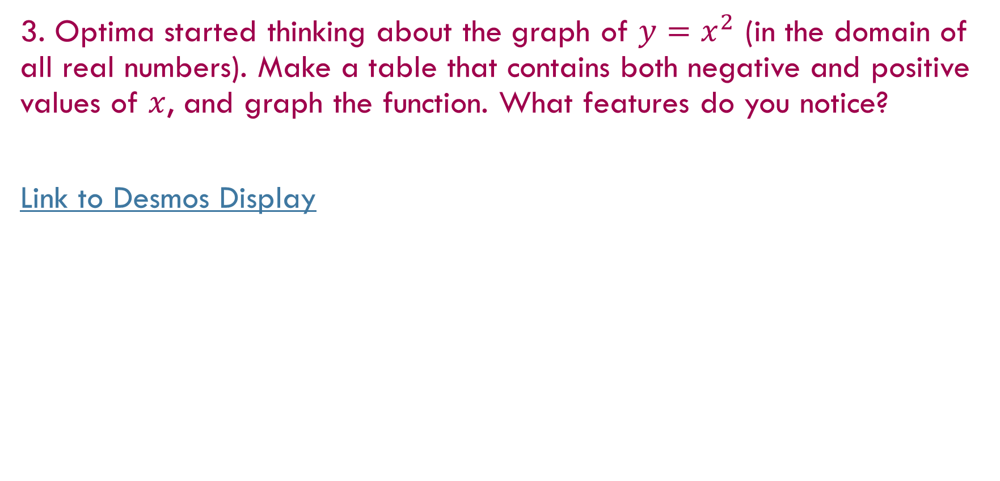 3. Optima started thinking about the graph of y = x² (in the domain of
all real numbers). Make a table that contains both negative and positive
values of x, and graph the function. What features do you notice?
Link to Desmos Display